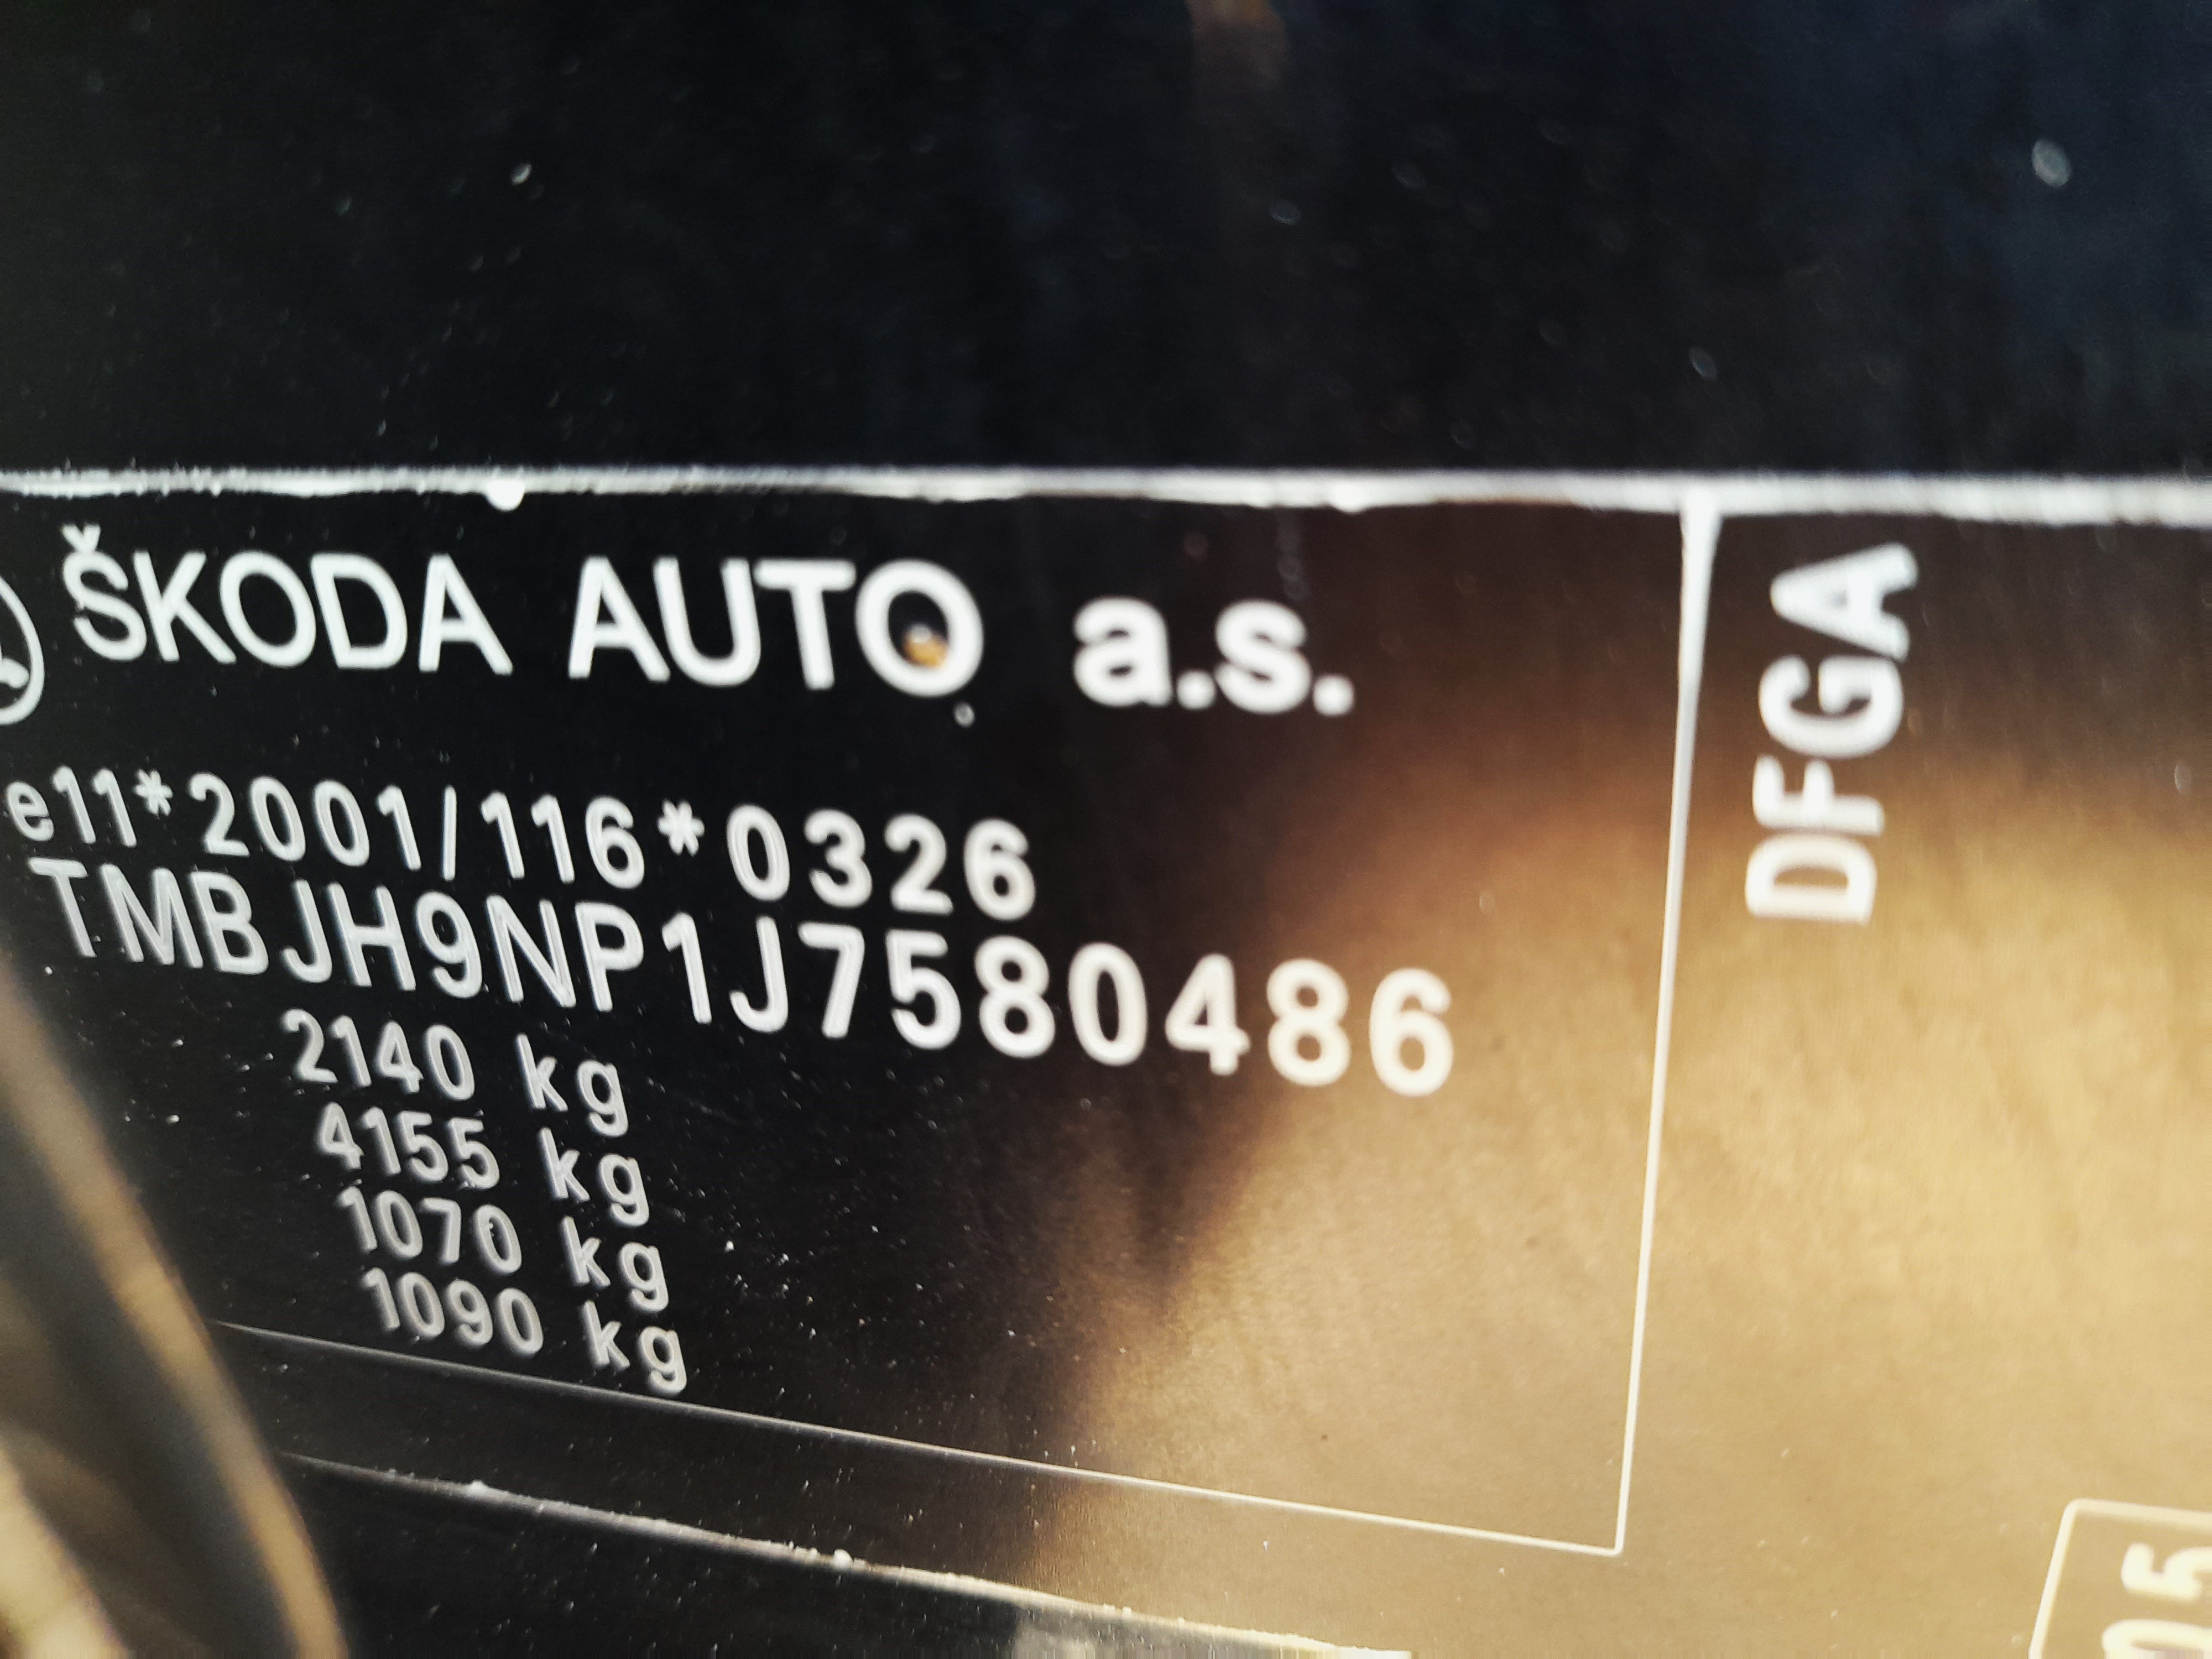 ŠKODA AUTO a.s.
e11*2001/116*0326
TMBJH9NP1J7580486
2140 kg
4155 kg
1070 kg
1090 kg
DFGA